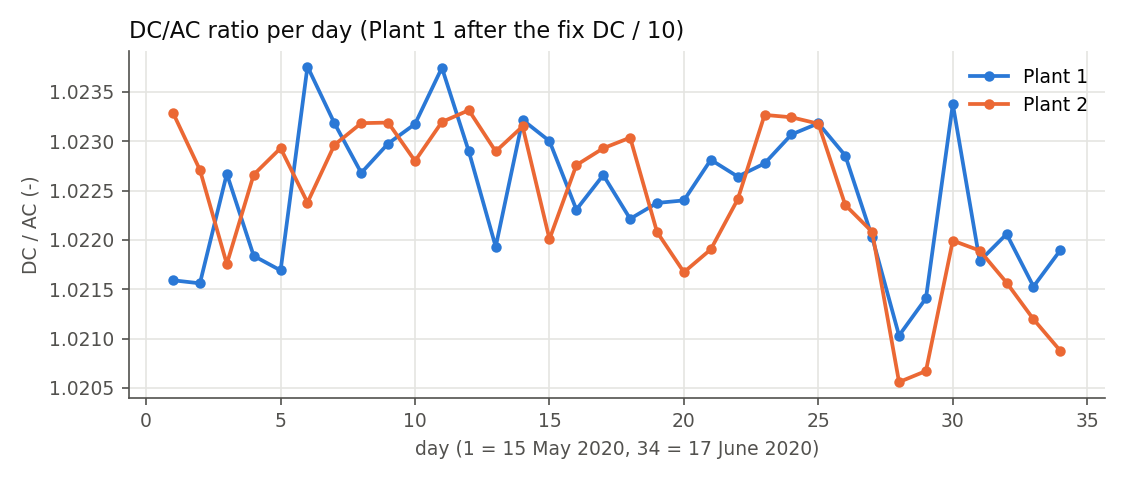 DC/AC ratio per day (Plant 1 after the fix DC / 10)
Plant 1
Plant 2
DC / AC (-)
1.0235
1.0230
1.0225
1.0220
1.0215
1.0210
1.0205
0 5 10 15 20 25 30 35
day (1 = 15 May 2020, 34 = 17 June 2020)